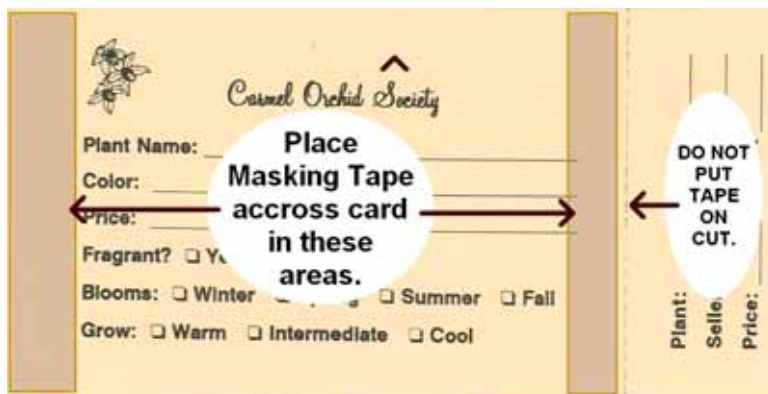 Carmel Orchid Society
Plant Name:
Color:
Price:
Fragrant?
Blooms: Winter Summer Fall
Grow: Warm Intermediate Cool
Place
Masking Tape
accross card
in these
areas.
DO NOT
PUT
TAPE
ON
CUT.
Plant:
Price: